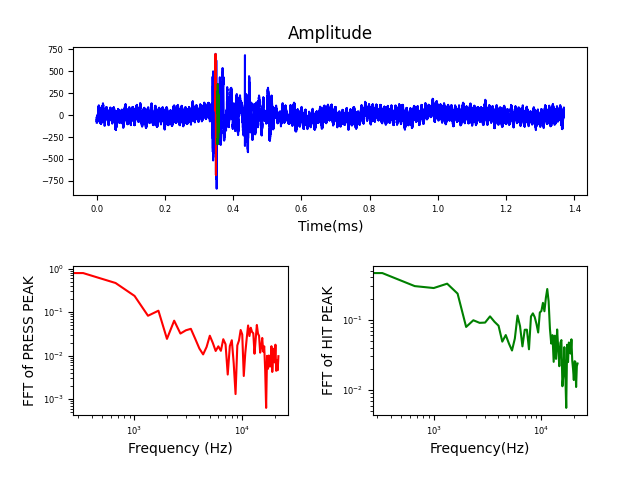 Amplitude
750
500
250
0
−250
−500
−750
0.0 0.2 0.4 0.6 0.8 1.0 1.2 1.4
Time(ms)
FFT of PRESS PEAK
10⁰
10⁻¹
10⁻²
10⁻³
10³ 10⁴
Frequency (Hz)
FFT of HIT PEAK
10⁻¹
10⁻²
10³ 10⁴
Frequency(Hz)